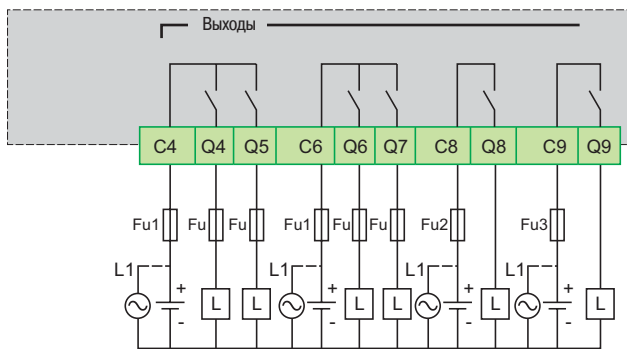 Выходы
C4 Q4 Q5 C6 Q6 Q7 C8 Q8 C9 Q9
Fu1 Fu Fu Fu1 Fu Fu Fu2 Fu3
L1 L1 L1 L1
+ + + +
L L L L L L
- - - -